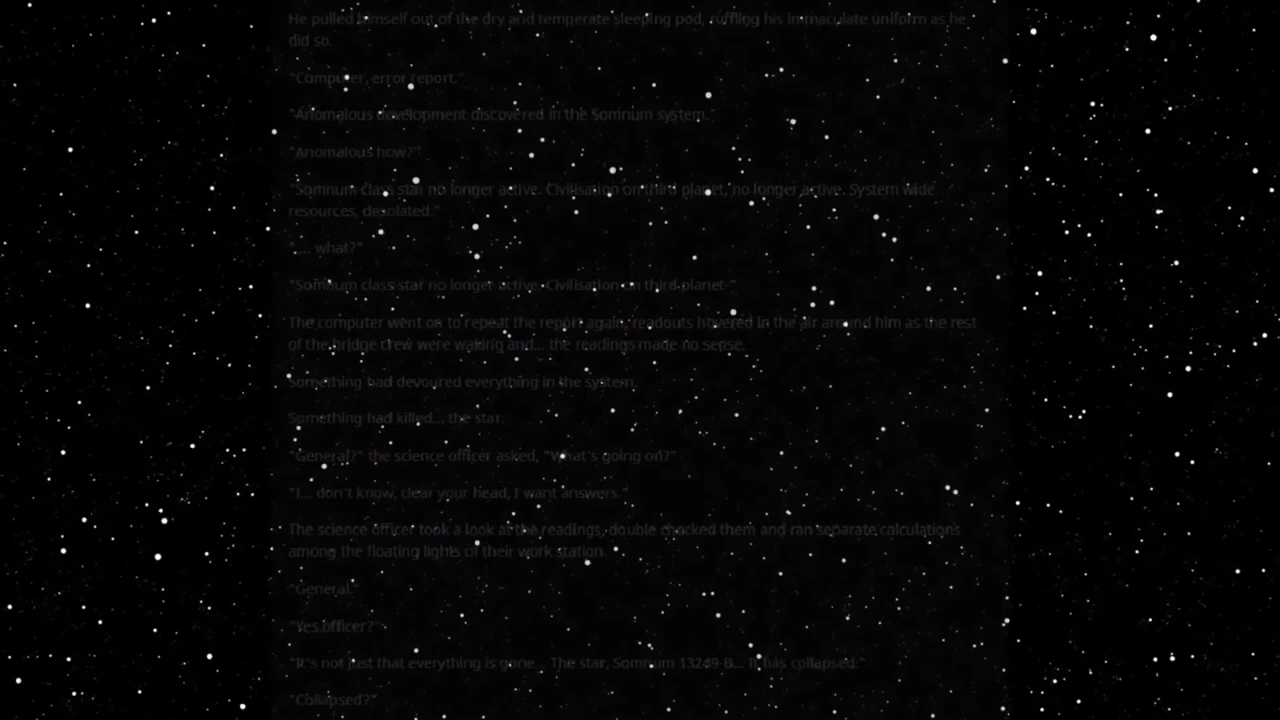 He pulled himself out of the dry and temperate sleeping pod, ruffling his immaculate uniform as he
did so.
"Computer, error report."
"Anomalous development discovered in the Somnum system."
"Anomalous how?"
"Somnum class star no longer active. Civilisation on third planet, no longer active. System wide
resources, desolated."
"... what?"
"Somnum class star no longer active. Civilisation on third planet-"
The computer went on to repeat the report again, readouts hovered in the air around him as the rest
of the bridge crew were waking and... the readings made no sense.
Something had devoured everything in the system.
Something had killed... the star.
"General?" the science officer asked, "What's going on?"
"I... don't know, clear your head, I want answers."
The science officer took a look at the readings, double checked them and ran separate calculations
among the floating lights of their work station.
"General."
"Yes officer?"
"It's not just that everything is gone... The star, Somnum 13249-B... It has collapsed."
"Collapsed?"